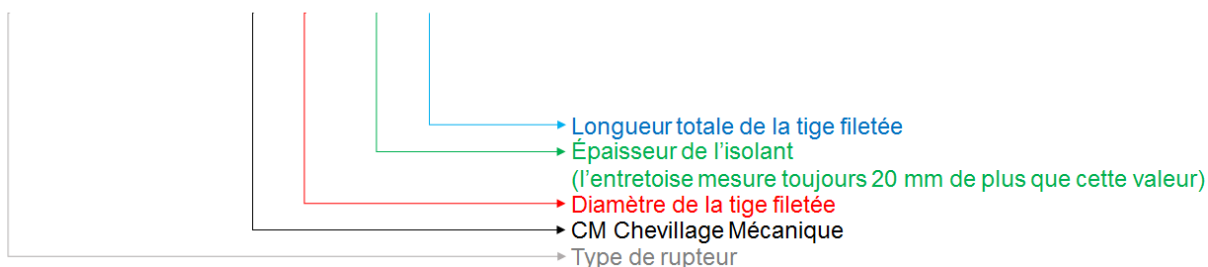 Longueur totale de la tige filetée
Épaisseur de l'isolant
(l'entretoise mesure toujours 20 mm de plus que cette valeur)
Diamètre de la tige filetée
CM Chevillage Mécanique
Type de rupteur